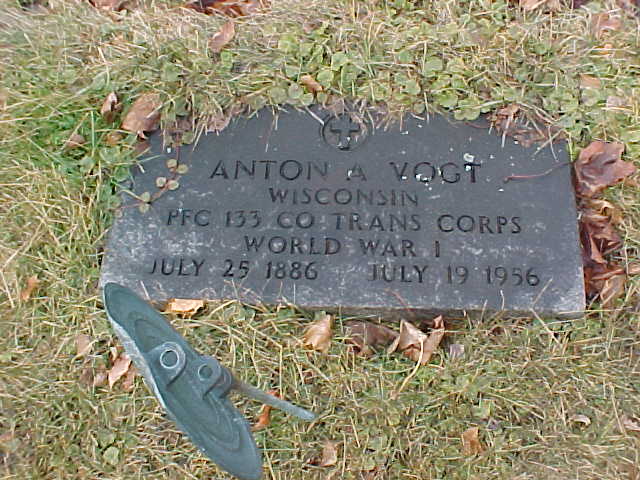 ANTON A VOGT
WISCONSIN
PFC 133 CO TRANS CORPS
WORLD WAR I
JULY 25 1886 JULY 19 1956